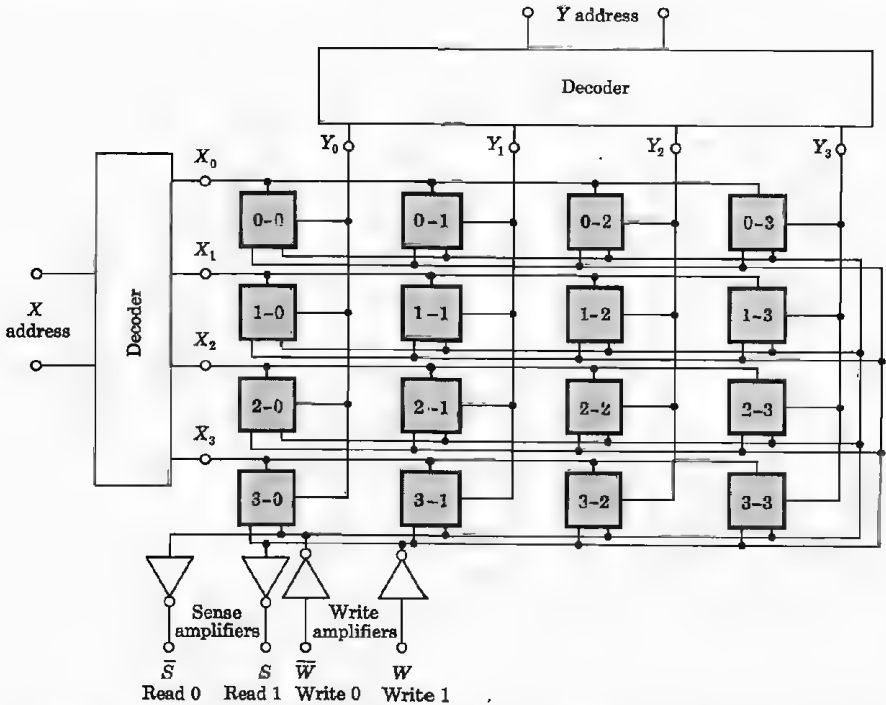 Y address
Decoder
Y0 Y1 Y2 Y3
X0
0-0 0-1 0-2 0-3
X1
1-0 1-1 1-2 1-3
X
address
Decoder
X2
2-0 2-1 2-2 2-3
X3
3-0 3-1 3-2 3-3
Sense
amplifiers
Write
amplifiers
S̅ S W̅ W
Read 0 Read 1 Write 0 Write 1